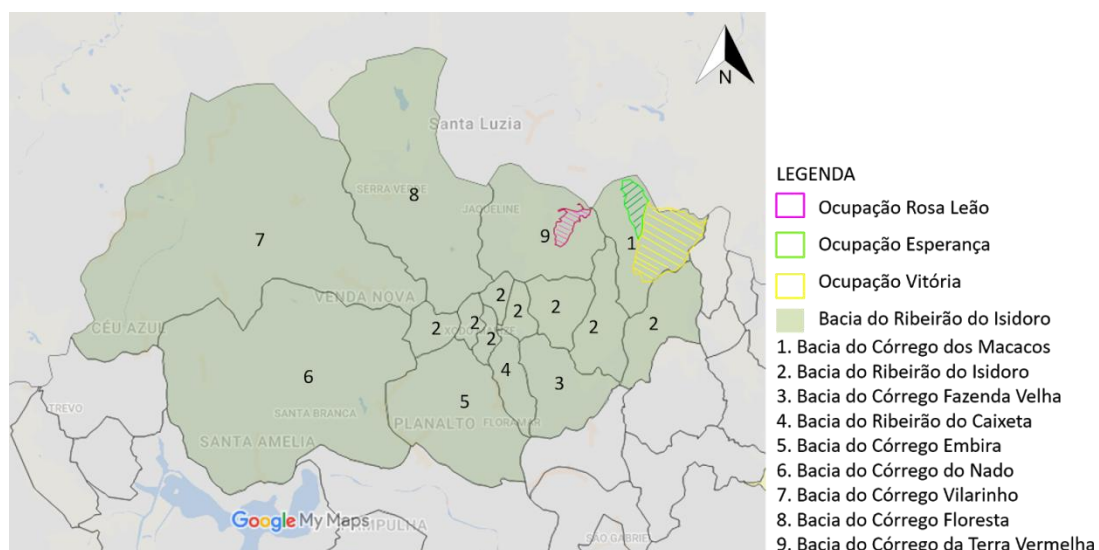 N
Santa Luzia
SERRA VERDE
8
JAQUELINE
9
1
7
VENDA NOVA
2
2
2
CÉU AZUL
2
2
2
2
2
6
4
3
5
TREVO
SANTA BRANCA
PLANALTO
FLORAMAR
SANTA AMELIA
Google My Maps
PAMPULHA
SÃO GABRIEL
LEGENDA
Ocupação Rosa Leão
Ocupação Esperança
Ocupação Vitória
Bacia do Ribeirão do Isidoro
1. Bacia do Córrego dos Macacos
2. Bacia do Ribeirão do Isidoro
3. Bacia do Córrego Fazenda Velha
4. Bacia do Ribeirão do Caixeta
5. Bacia do Córrego Embira
6. Bacia do Córrego do Nado
7. Bacia do Córrego Vilarinho
8. Bacia do Córrego Floresta
9. Bacia do Córrego da Terra Vermelha